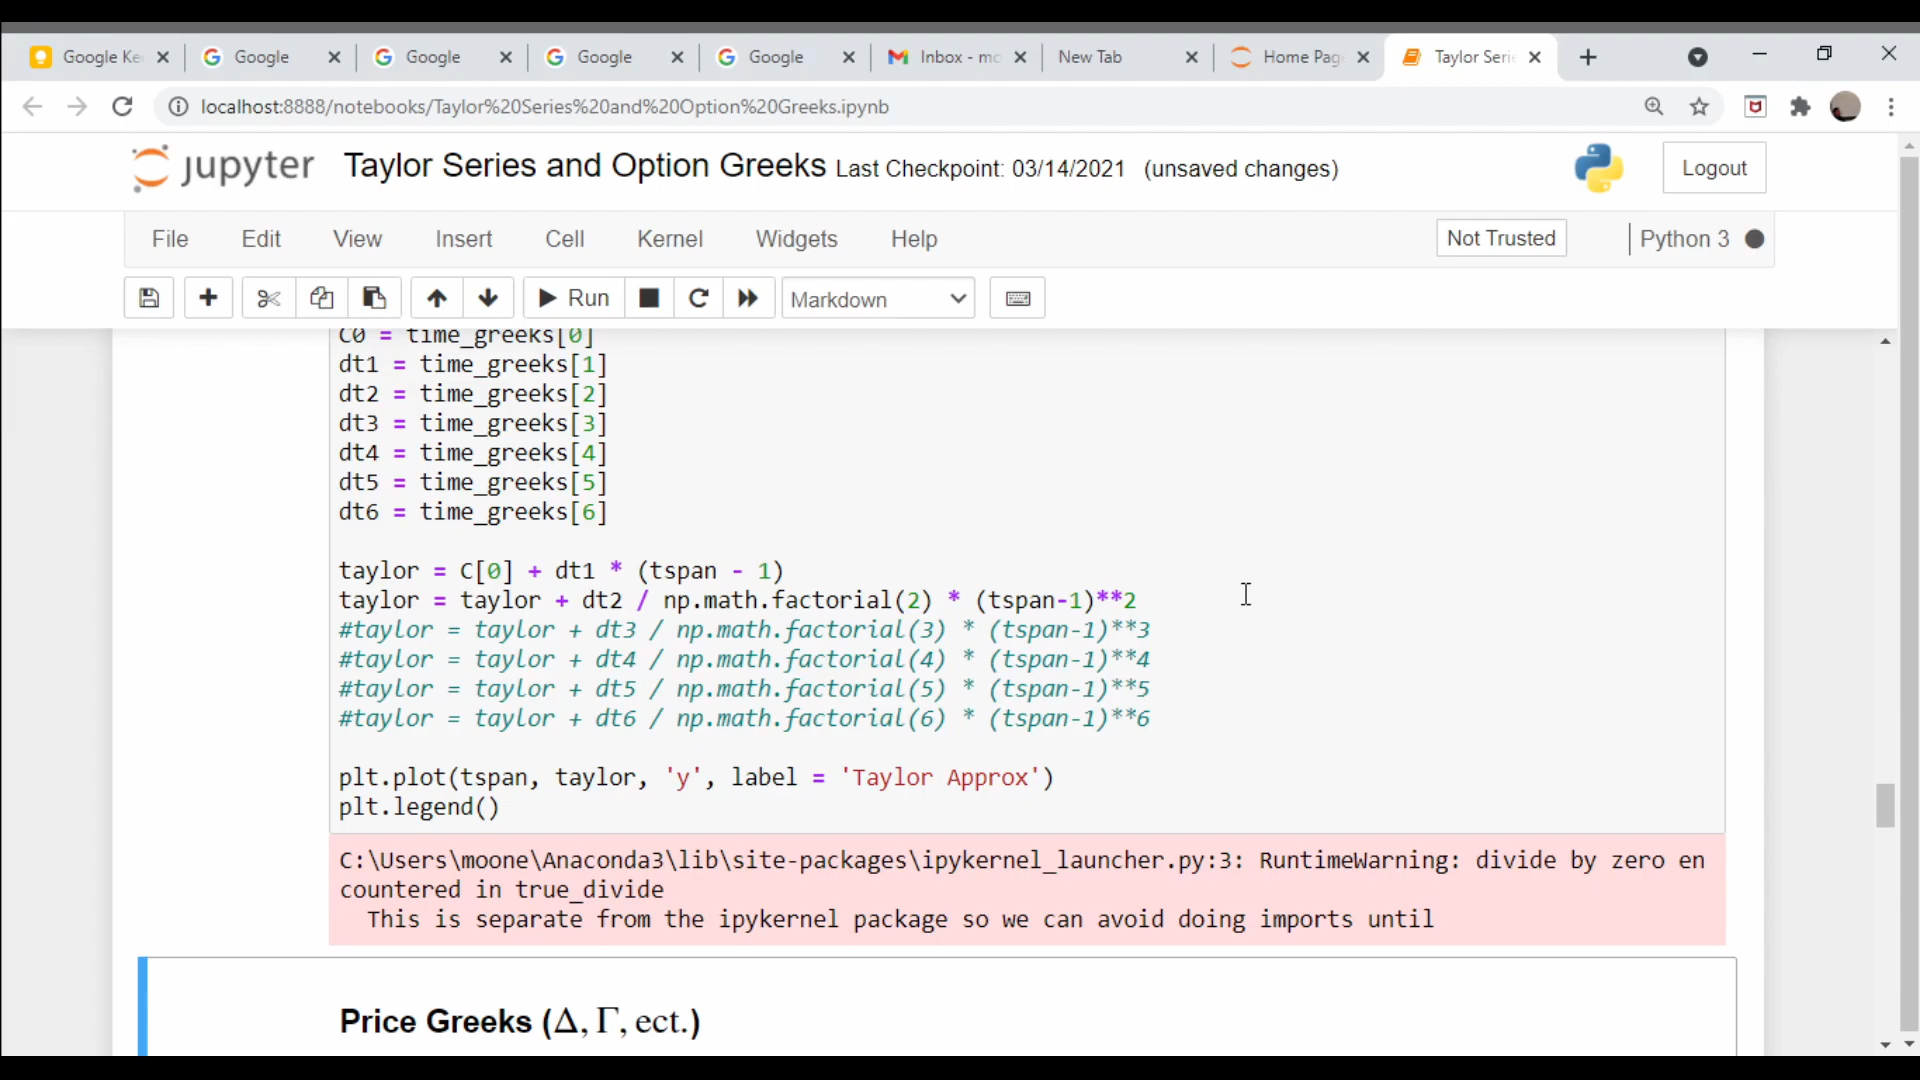 Google Ke
Google
Google
Google
Google
Inbox - mo
New Tab
Home Pag
Taylor Seri
localhost:8888/notebooks/Taylor%20Series%20and%20Option%20Greeks.ipynb
jupyter Taylor Series and Option Greeks Last Checkpoint: 03/14/2021 (unsaved changes)
Logout
File Edit View Insert Cell Kernel Widgets Help
Not Trusted
Python 3
Run
Markdown
C0 = time_greeks[0]
dt1 = time_greeks[1]
dt2 = time_greeks[2]
dt3 = time_greeks[3]
dt4 = time_greeks[4]
dt5 = time_greeks[5]
dt6 = time_greeks[6]
taylor = C[0] + dt1 * (tspan - 1)
taylor = taylor + dt2 / np.math.factorial(2) * (tspan-1)**2
#taylor = taylor + dt3 / np.math.factorial(3) * (tspan-1)**3
#taylor = taylor + dt4 / np.math.factorial(4) * (tspan-1)**4
#taylor = taylor + dt5 / np.math.factorial(5) * (tspan-1)**5
#taylor = taylor + dt6 / np.math.factorial(6) * (tspan-1)**6
plt.plot(tspan, taylor, 'y', label = 'Taylor Approx')
plt.legend()
C:\Users\moone\Anaconda3\lib\site-packages\ipykernel_launcher.py:3: RuntimeWarning: divide by zero en
countered in true_divide
This is separate from the ipykernel package so we can avoid doing imports until
Price Greeks (Δ, Γ, ect.)